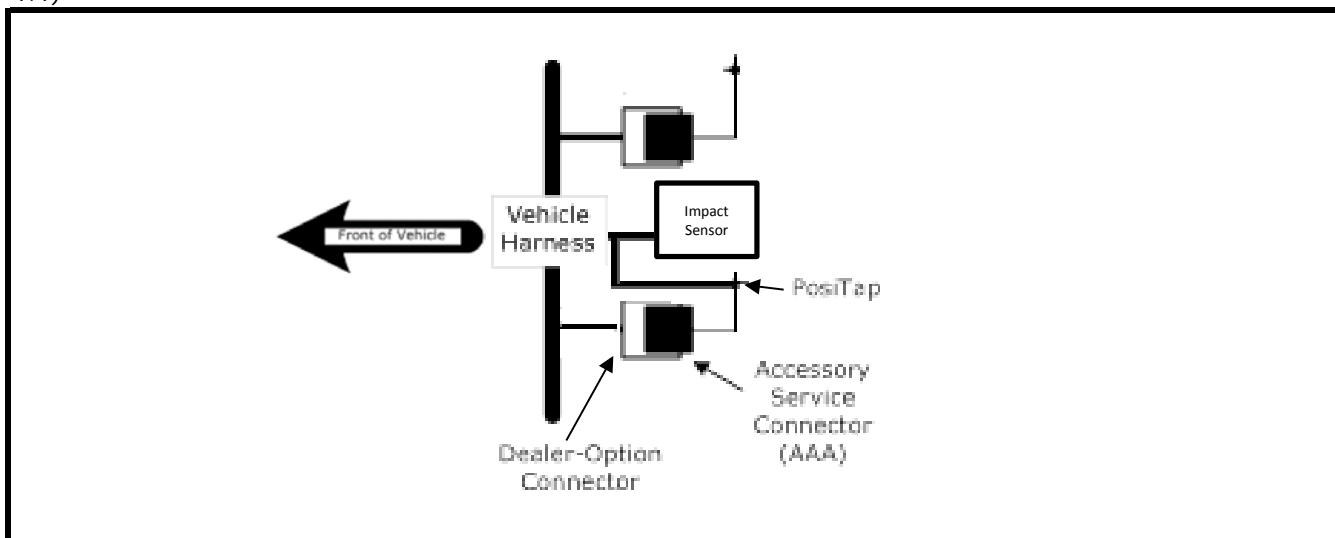 Impact
Sensor
Vehicle
Harness
Front of Vehicle
PosiTap
Accessory
Service
Connector
(AAA)
Dealer-Option
Connector